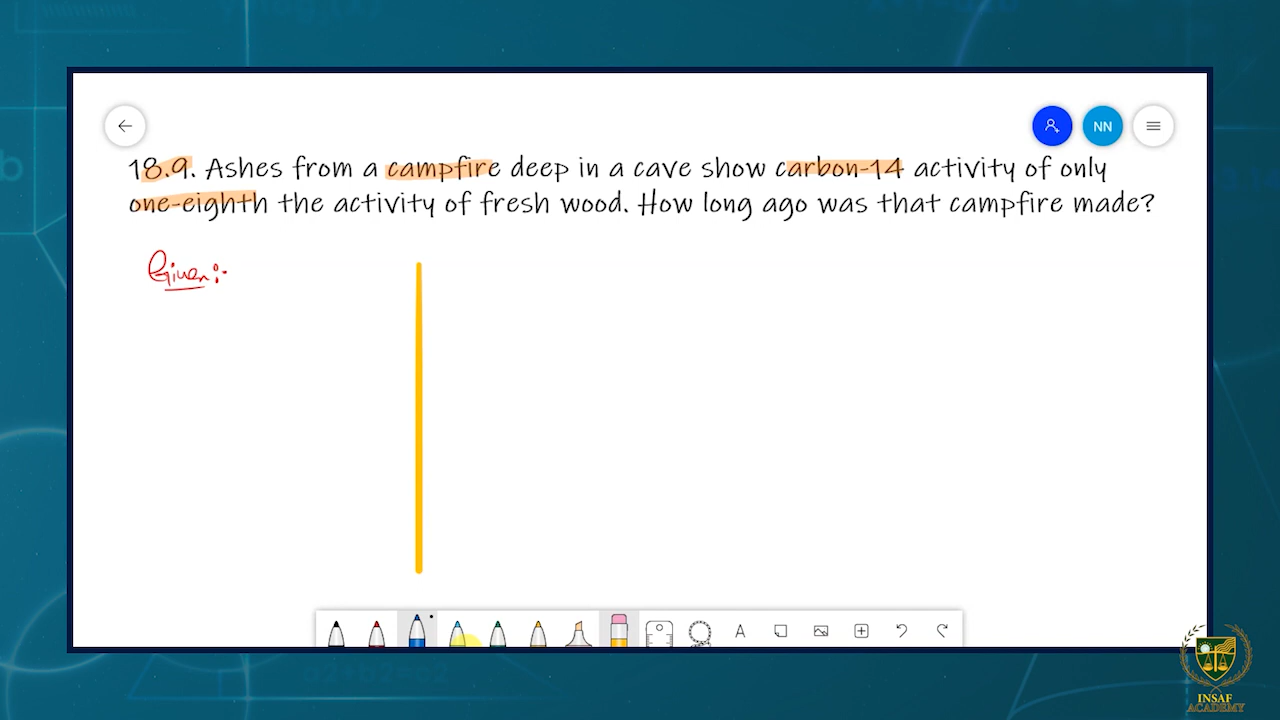 NN
18.9. Ashes from a campfire deep in a cave show carbon-14 activity of only
one-eighth the activity of fresh wood. How long ago was that campfire made?
Given:-
A
INSAF
ACADEMY